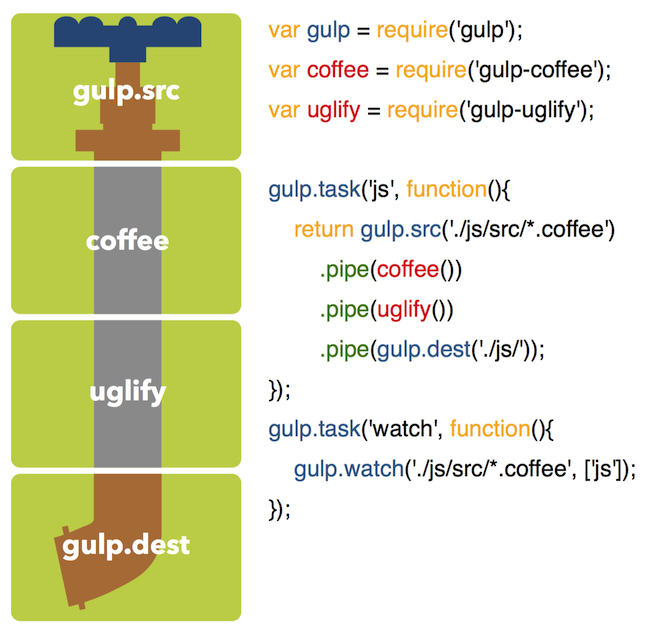 gulp.src
coffee
uglify
gulp.dest
var gulp = require('gulp');
var coffee = require('gulp-coffee');
var uglify = require('gulp-uglify');
gulp.task('js', function(){
return gulp.src('./js/src/*.coffee')
.pipe(coffee())
.pipe(uglify())
.pipe(gulp.dest('./js/'));
});
gulp.task('watch', function(){
gulp.watch('./js/src/*.coffee', ['js']);
});